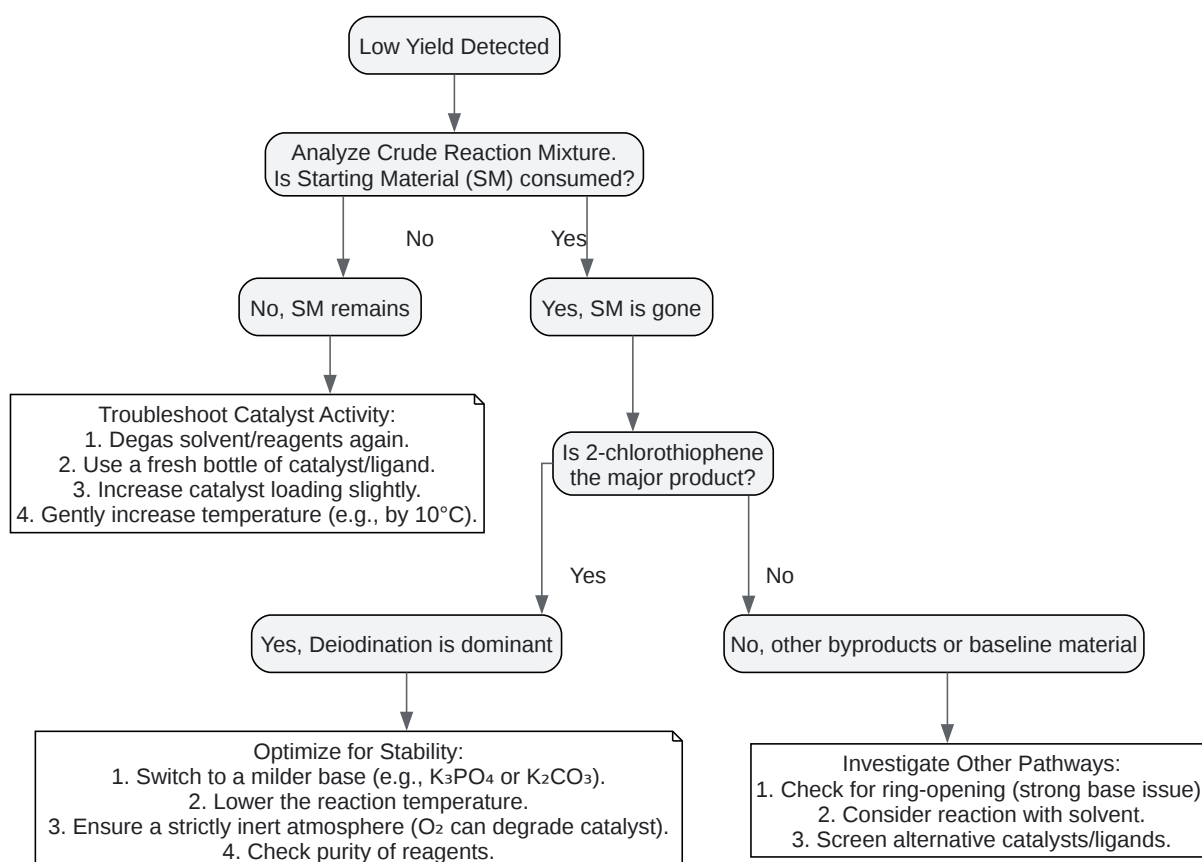 Low Yield Detected
Analyze Crude Reaction Mixture.
Is Starting Material (SM) consumed?
No
Yes
No, SM remains
Yes, SM is gone
Troubleshoot Catalyst Activity:
1. Degas solvent/reagents again.
2. Use a fresh bottle of catalyst/ligand.
3. Increase catalyst loading slightly.
4. Gently increase temperature (e.g., by 10°C).
Is 2-chlorothiophene
the major product?
Yes
No
Yes, Deiodination is dominant
No, other byproducts or baseline material
Optimize for Stability:
1. Switch to a milder base (e.g., K₃PO₄ or K₂CO₃).
2. Lower the reaction temperature.
3. Ensure a strictly inert atmosphere (O₂ can degrade catalyst).
4. Check purity of reagents.
Investigate Other Pathways:
1. Check for ring-opening (strong base issue)
2. Consider reaction with solvent.
3. Screen alternative catalysts/ligands.